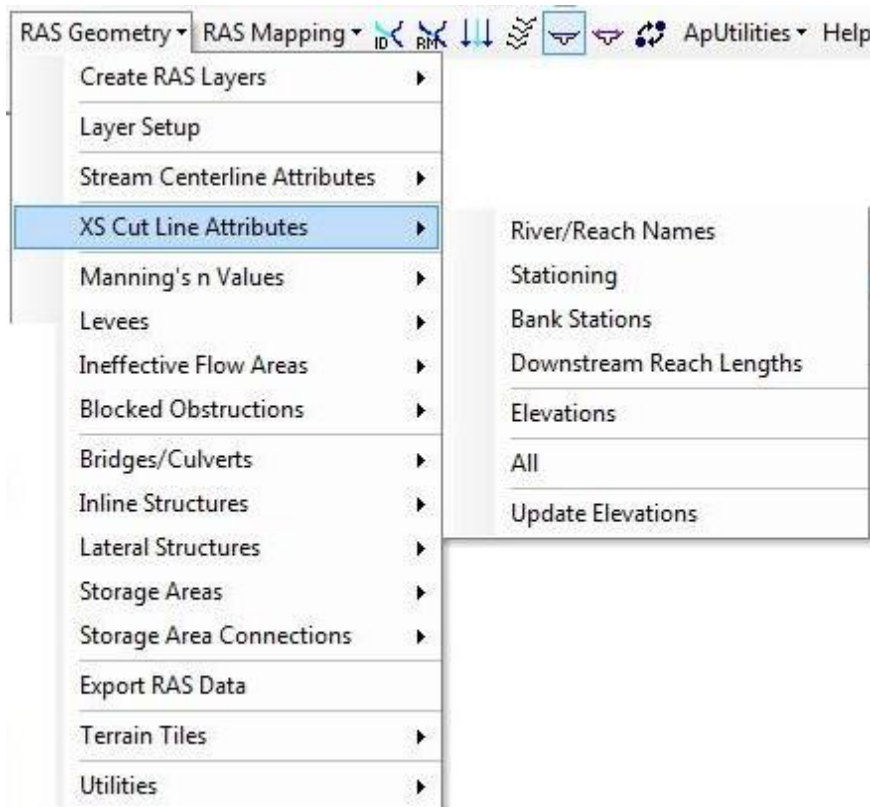 RAS Geometry RAS Mapping ID RM ApUtilities Help
Create RAS Layers
Layer Setup
Stream Centerline Attributes
XS Cut Line Attributes
Manning's n Values
Levees
Ineffective Flow Areas
Blocked Obstructions
Bridges/Culverts
Inline Structures
Lateral Structures
Storage Areas
Storage Area Connections
Export RAS Data
Terrain Tiles
Utilities
River/Reach Names
Stationing
Bank Stations
Downstream Reach Lengths
Elevations
All
Update Elevations